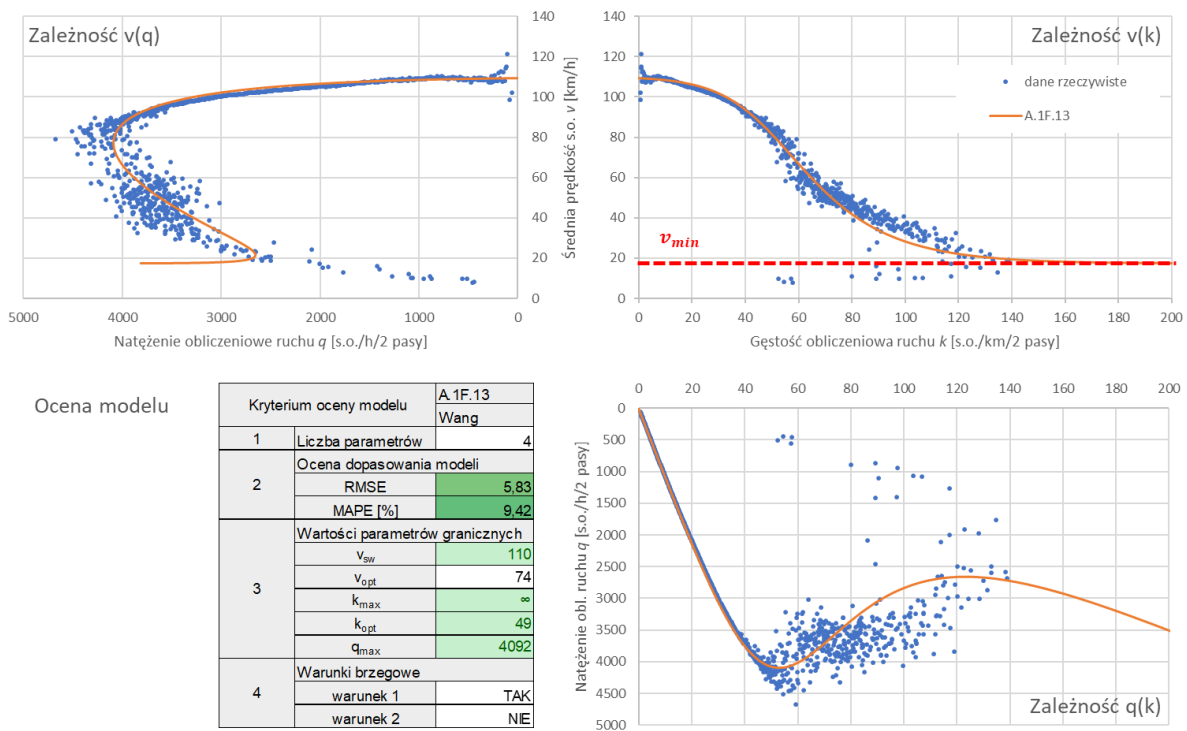 Zależność v(q)
140
120
100
80
60
40
20
0
Średnia prędkość s.o. v [km/h]
5000 4000 3000 2000 1000 0
Natężenie obliczeniowe ruchu q [s.o./h/2 pasy]
Zależność v(k)
140
120
100
80
60
40
20
0
dane rzeczywiste
A.1F.13
vmin
0 20 40 60 80 100 120 140 160 180 200
Gęstość obliczeniowa ruchu k [s.o./km/2 pasy]
Ocena modelu
Kryterium oceny modelu A.1F.13
Wang
1 Liczba parametrów 4
2 Ocena dopasowania modeli
RMSE 5,83
MAPE [%] 9,42
3 Wartości parametrów granicznych
vsw 110
vopt 74
kmax ∞
kopt 49
qmax 4092
4 Warunki brzegowe
warunek 1 TAK
warunek 2 NIE
0 20 40 60 80 100 120 140 160 180 200
0
500
1000
1500
2000
2500
3000
3500
4000
4500
5000
Natężenie obl. ruchu q [s.o./h/2 pasy]
Zależność q(k)